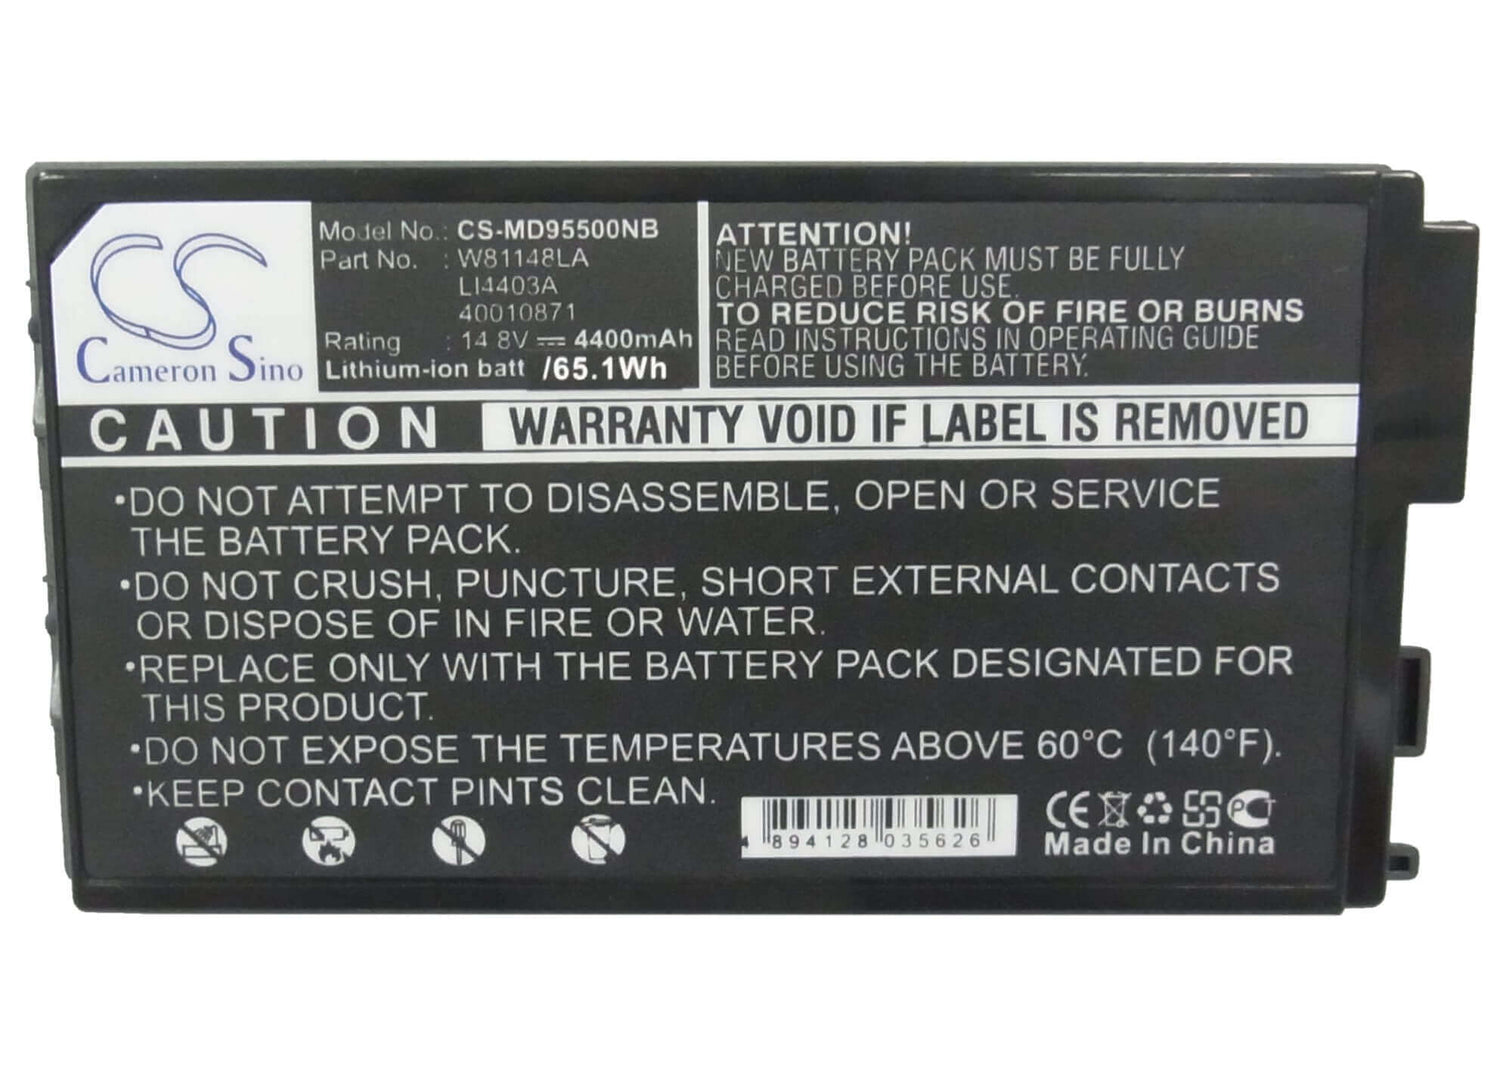 CS
Cameron Sino
Model No.: CS-MD95500NB
Part No. : W81148LA
LI4403A
40010871
Rating : 14.8V 4400mAh
Lithium-ion batt /65.1Wh
ATTENTION!
NEW BATTERY PACK MUST BE FULLY
CHARGED BEFORE USE.
TO REDUCE RISK OF FIRE OR BURNS
READ INSTRUCTIONS IN OPERATING GUIDE
BEFORE USING THE BATTERY.
CAUTION WARRANTY VOID IF LABEL IS REMOVED
•DO NOT ATTEMPT TO DISASSEMBLE, OPEN OR SERVICE
THE BATTERY PACK.
•DO NOT CRUSH, PUNCTURE, SHORT EXTERNAL CONTACTS
OR DISPOSE OF IN FIRE OR WATER.
•REPLACE ONLY WITH THE BATTERY PACK DESIGNATED FOR
THIS PRODUCT.
•DO NOT EXPOSE THE TEMPERATURES ABOVE 60°C (140°F).
•KEEP CONTACT PINTS CLEAN.
4 894128 035626
CE PCT
Made In China